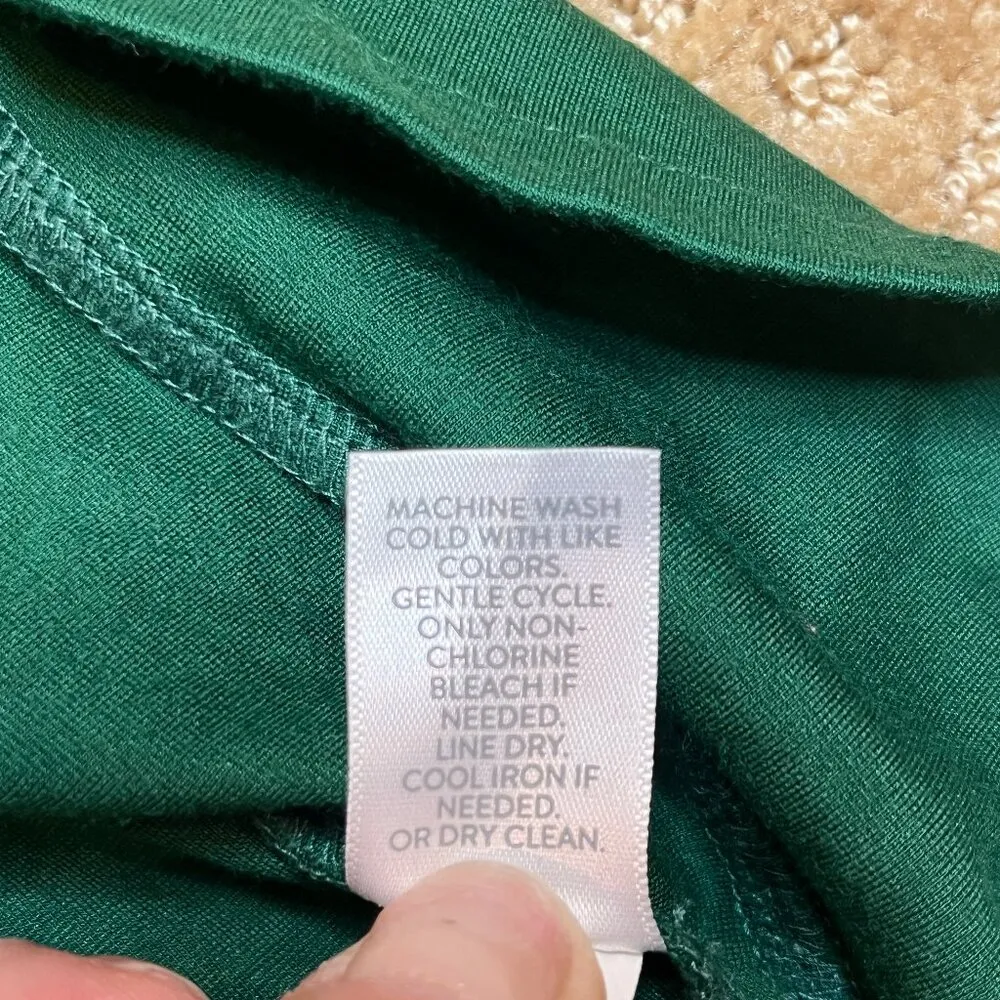 MACHINE WASH
COLD WITH LIKE
COLORS.
GENTLE CYCLE.
ONLY NON-
CHLORINE
BLEACH IF
NEEDED.
LINE DRY.
COOL IRON IF
NEEDED.
OR DRY CLEAN.